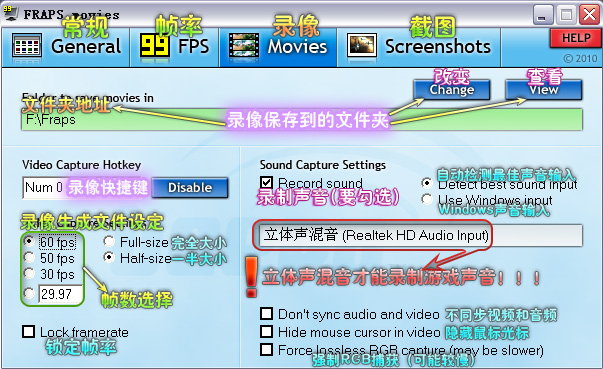 FRAPS movies
常规 帧率 录像 截图
General 99 FPS Movies Screenshots HELP
© 2010
改变 查看
Folder to save movies in Change View
文件夹地址
F:\Fraps 录像保存到的文件夹
Video Capture Hotkey Sound Capture Settings
Num 0 录像快捷键 Disable Record sound 自动检测最佳声音输入
Detect best sound input
录制声音(要勾选) Use Windows input
Windows声音输入
录像生成文件设定
60 fps Full-size 完全大小
立体声混音 (Realtek HD Audio Input)
50 fps Half-size 一半大小
30 fps
立体声混音才能录制游戏声音!!!
29.97
帧数选择
Don't sync audio and video 不同步视频和音频
Lock framerate Hide mouse cursor in video 隐藏鼠标光标
锁定帧率 Force lossless RGB capture (may be slower)
强制RGB捕获(可能较慢)